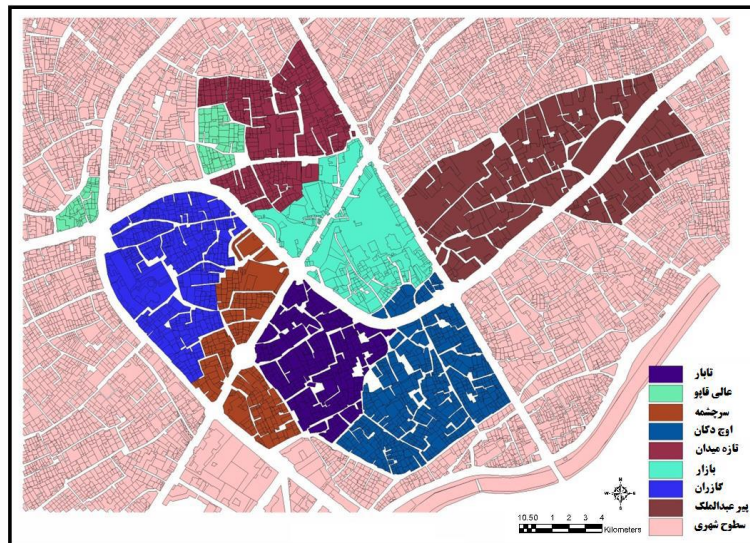 تابار
عالی قاپو
سرچشمه
اوچ دکان
تازه میدان
بازار
گازران
پیر عبدالملک
سطوح شهری
N
W E
S
10.50 1 2 3 4
Kilometers